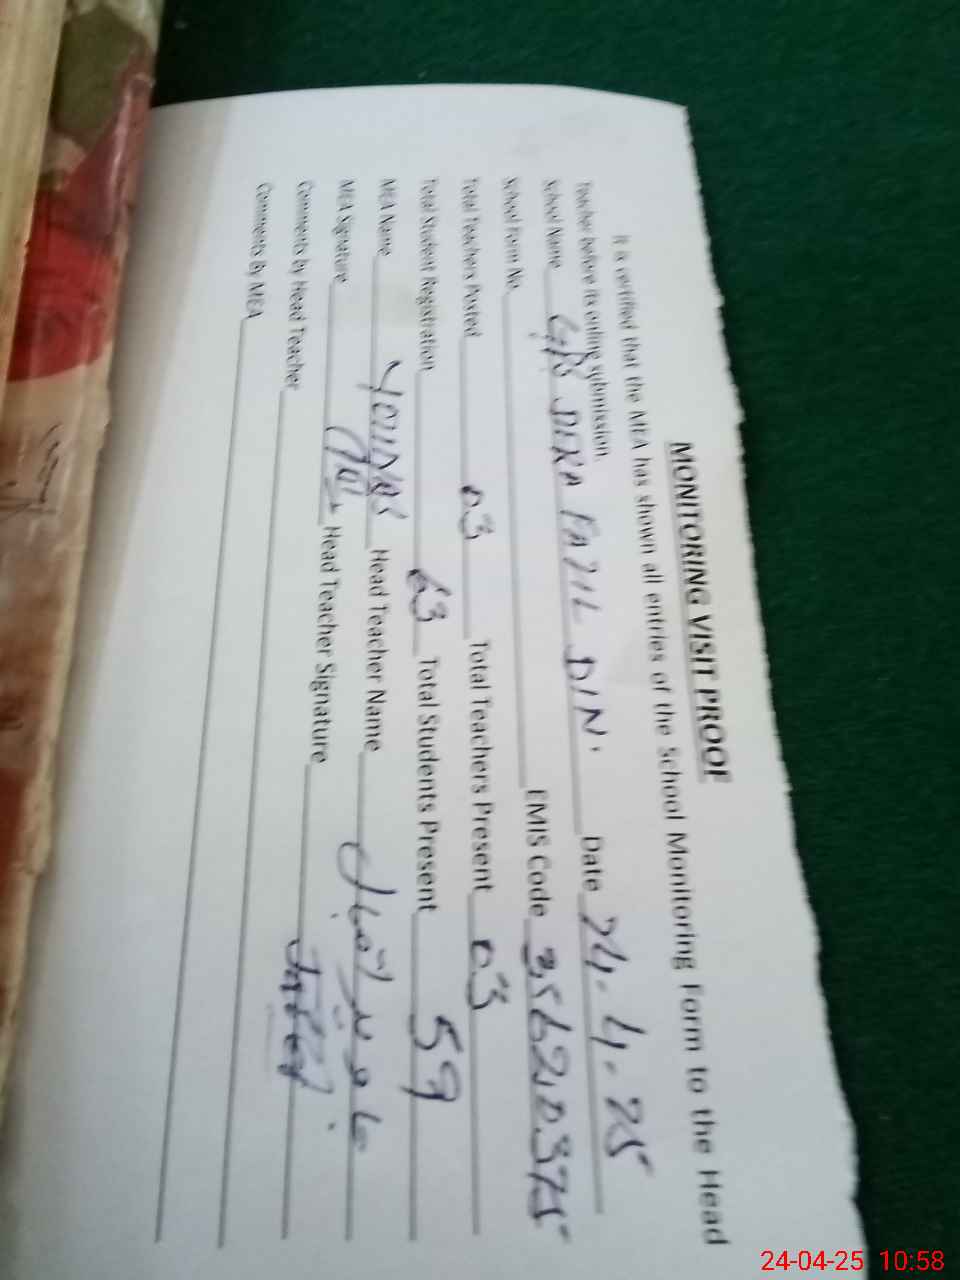 MONITORING VISIT PROOF
It is certified that the MEA has shown all entries of the School Monitoring Form to the Head
Teacher before its online submission.
School Name GPS DERA FAZIL DIN. Date 24.4.25
School Form No. EMIS Code 35620375
Total Teachers Posted 03 Total Teachers Present 03
Total Student Registration 63 Total Students Present 59
MEA Name YOUNAS Head Teacher Name
MEA Signature Head Teacher Signature
Comments by Head Teacher
Comments By MEA
24-04-25 10:58